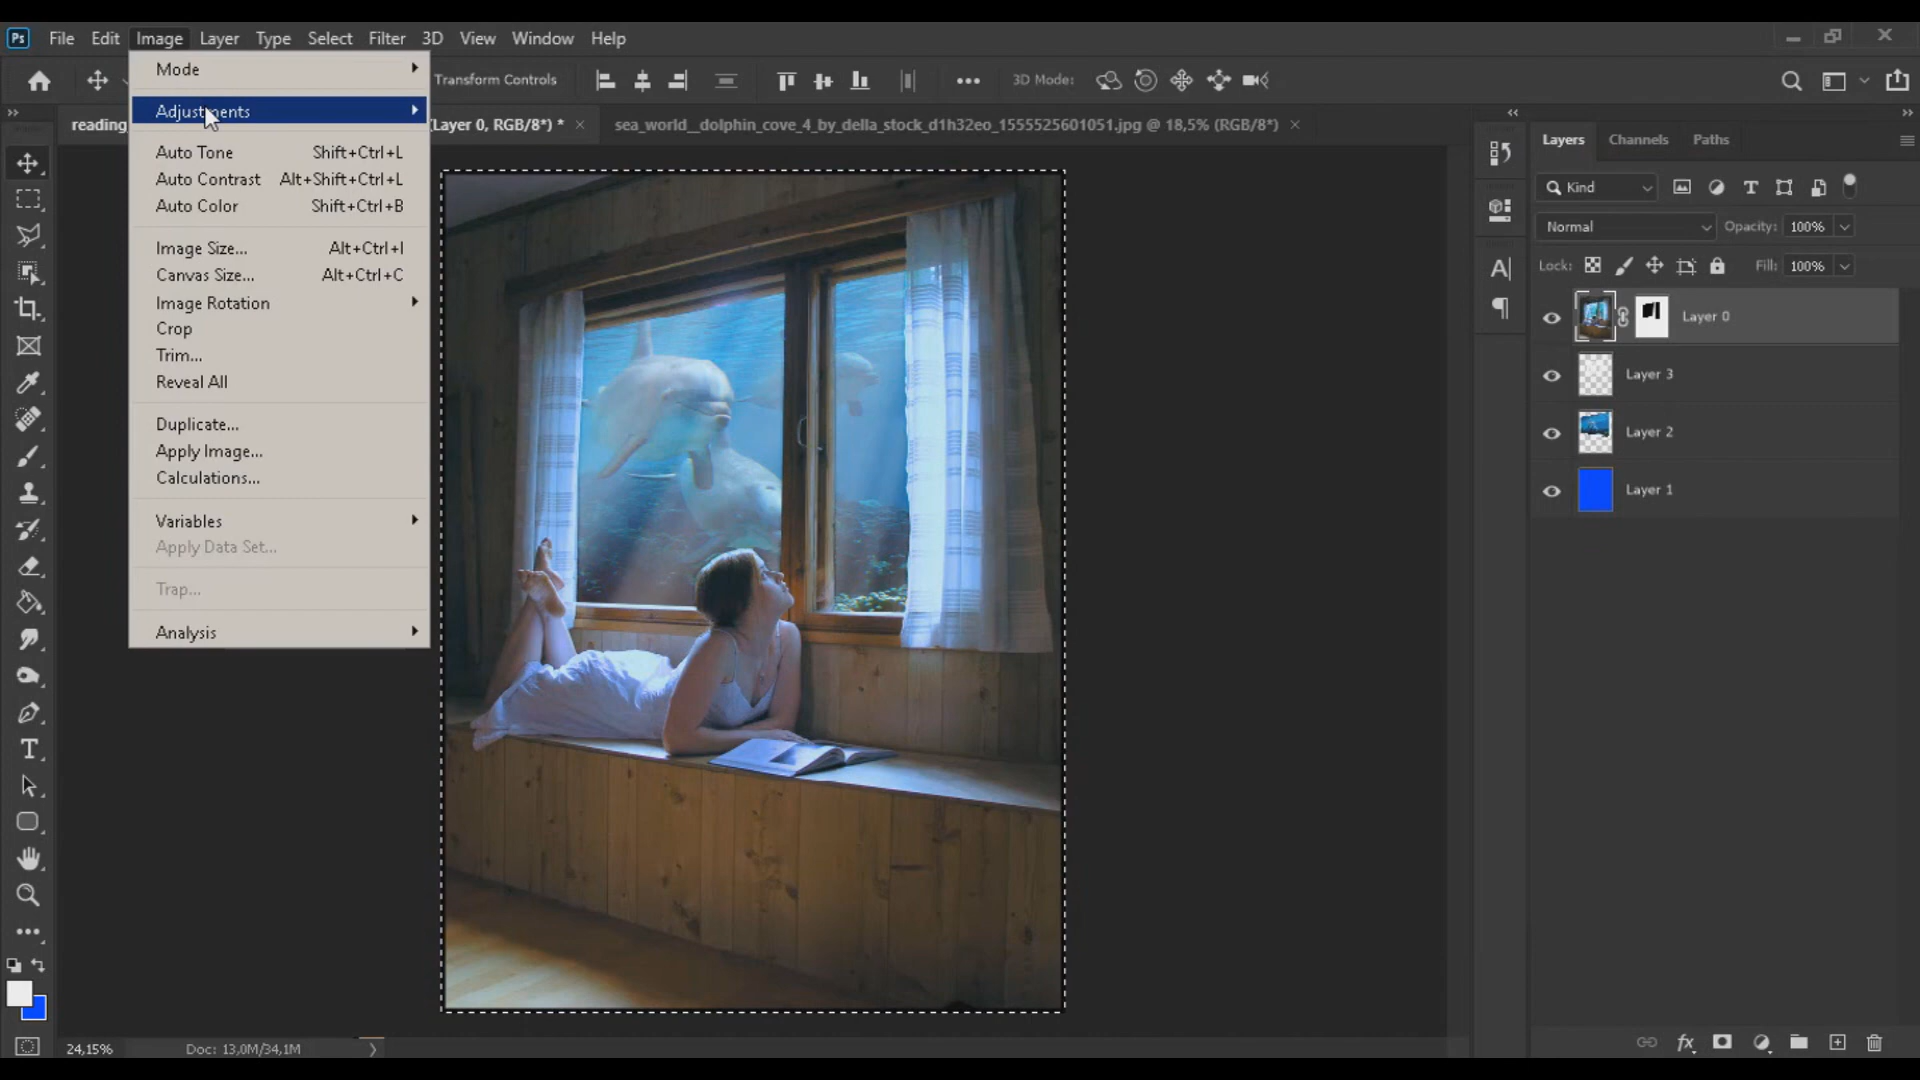 Ps File Edit Image Layer Type Select Filter 3D View Window Help
Transform Controls 3D Mode:
reading (Layer 0, RGB/8*) * × sea_world__dolphin_cove_4_by_della_stock_d1h32eo_1555525601051.jpg @ 18,5% (RGB/8*) ×
Mode
Adjustments
Auto Tone Shift+Ctrl+L
Auto Contrast Alt+Shift+Ctrl+L
Auto Color Shift+Ctrl+B
Image Size... Alt+Ctrl+I
Canvas Size... Alt+Ctrl+C
Image Rotation
Crop
Trim...
Reveal All
Duplicate...
Apply Image...
Calculations...
Variables
Apply Data Set...
Trap...
Analysis
Layers Channels Paths
Kind
Normal Opacity: 100%
Lock: Fill: 100%
Layer 0
Layer 3
Layer 2
Layer 1
24,15% Doc: 13,0M/34,1M